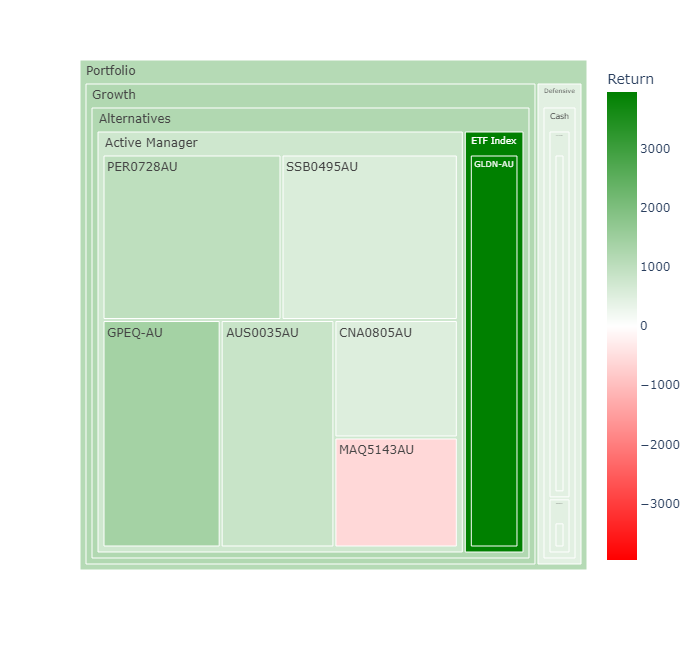 Portfolio
Growth
Alternatives
Active Manager
PER0728AU
SSB0495AU
GPEQ-AU
AUS0035AU
CNA0805AU
MAQ5143AU
ETF Index
GLDN-AU
Defensive
Cash
Return
3000
2000
1000
0
−1000
−2000
−3000